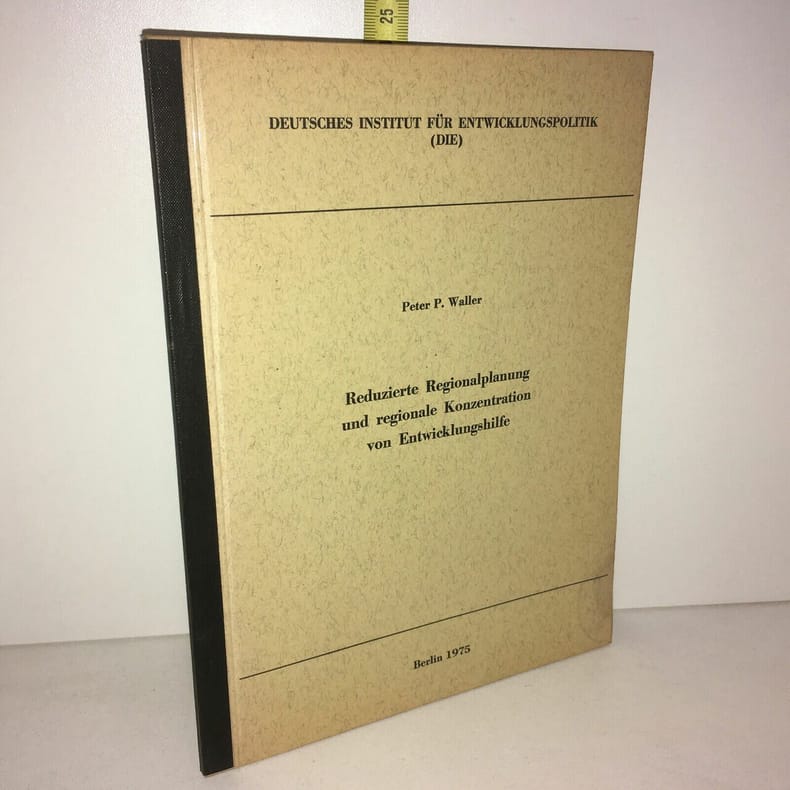 25
DEUTSCHES INSTITUT FÜR ENTWICKLUNGSPOLITIK
(DIE)
Peter P. Waller
Reduzierte Regionalplanung
und regionale Konzentration
von Entwicklungshilfe
Berlin 1975